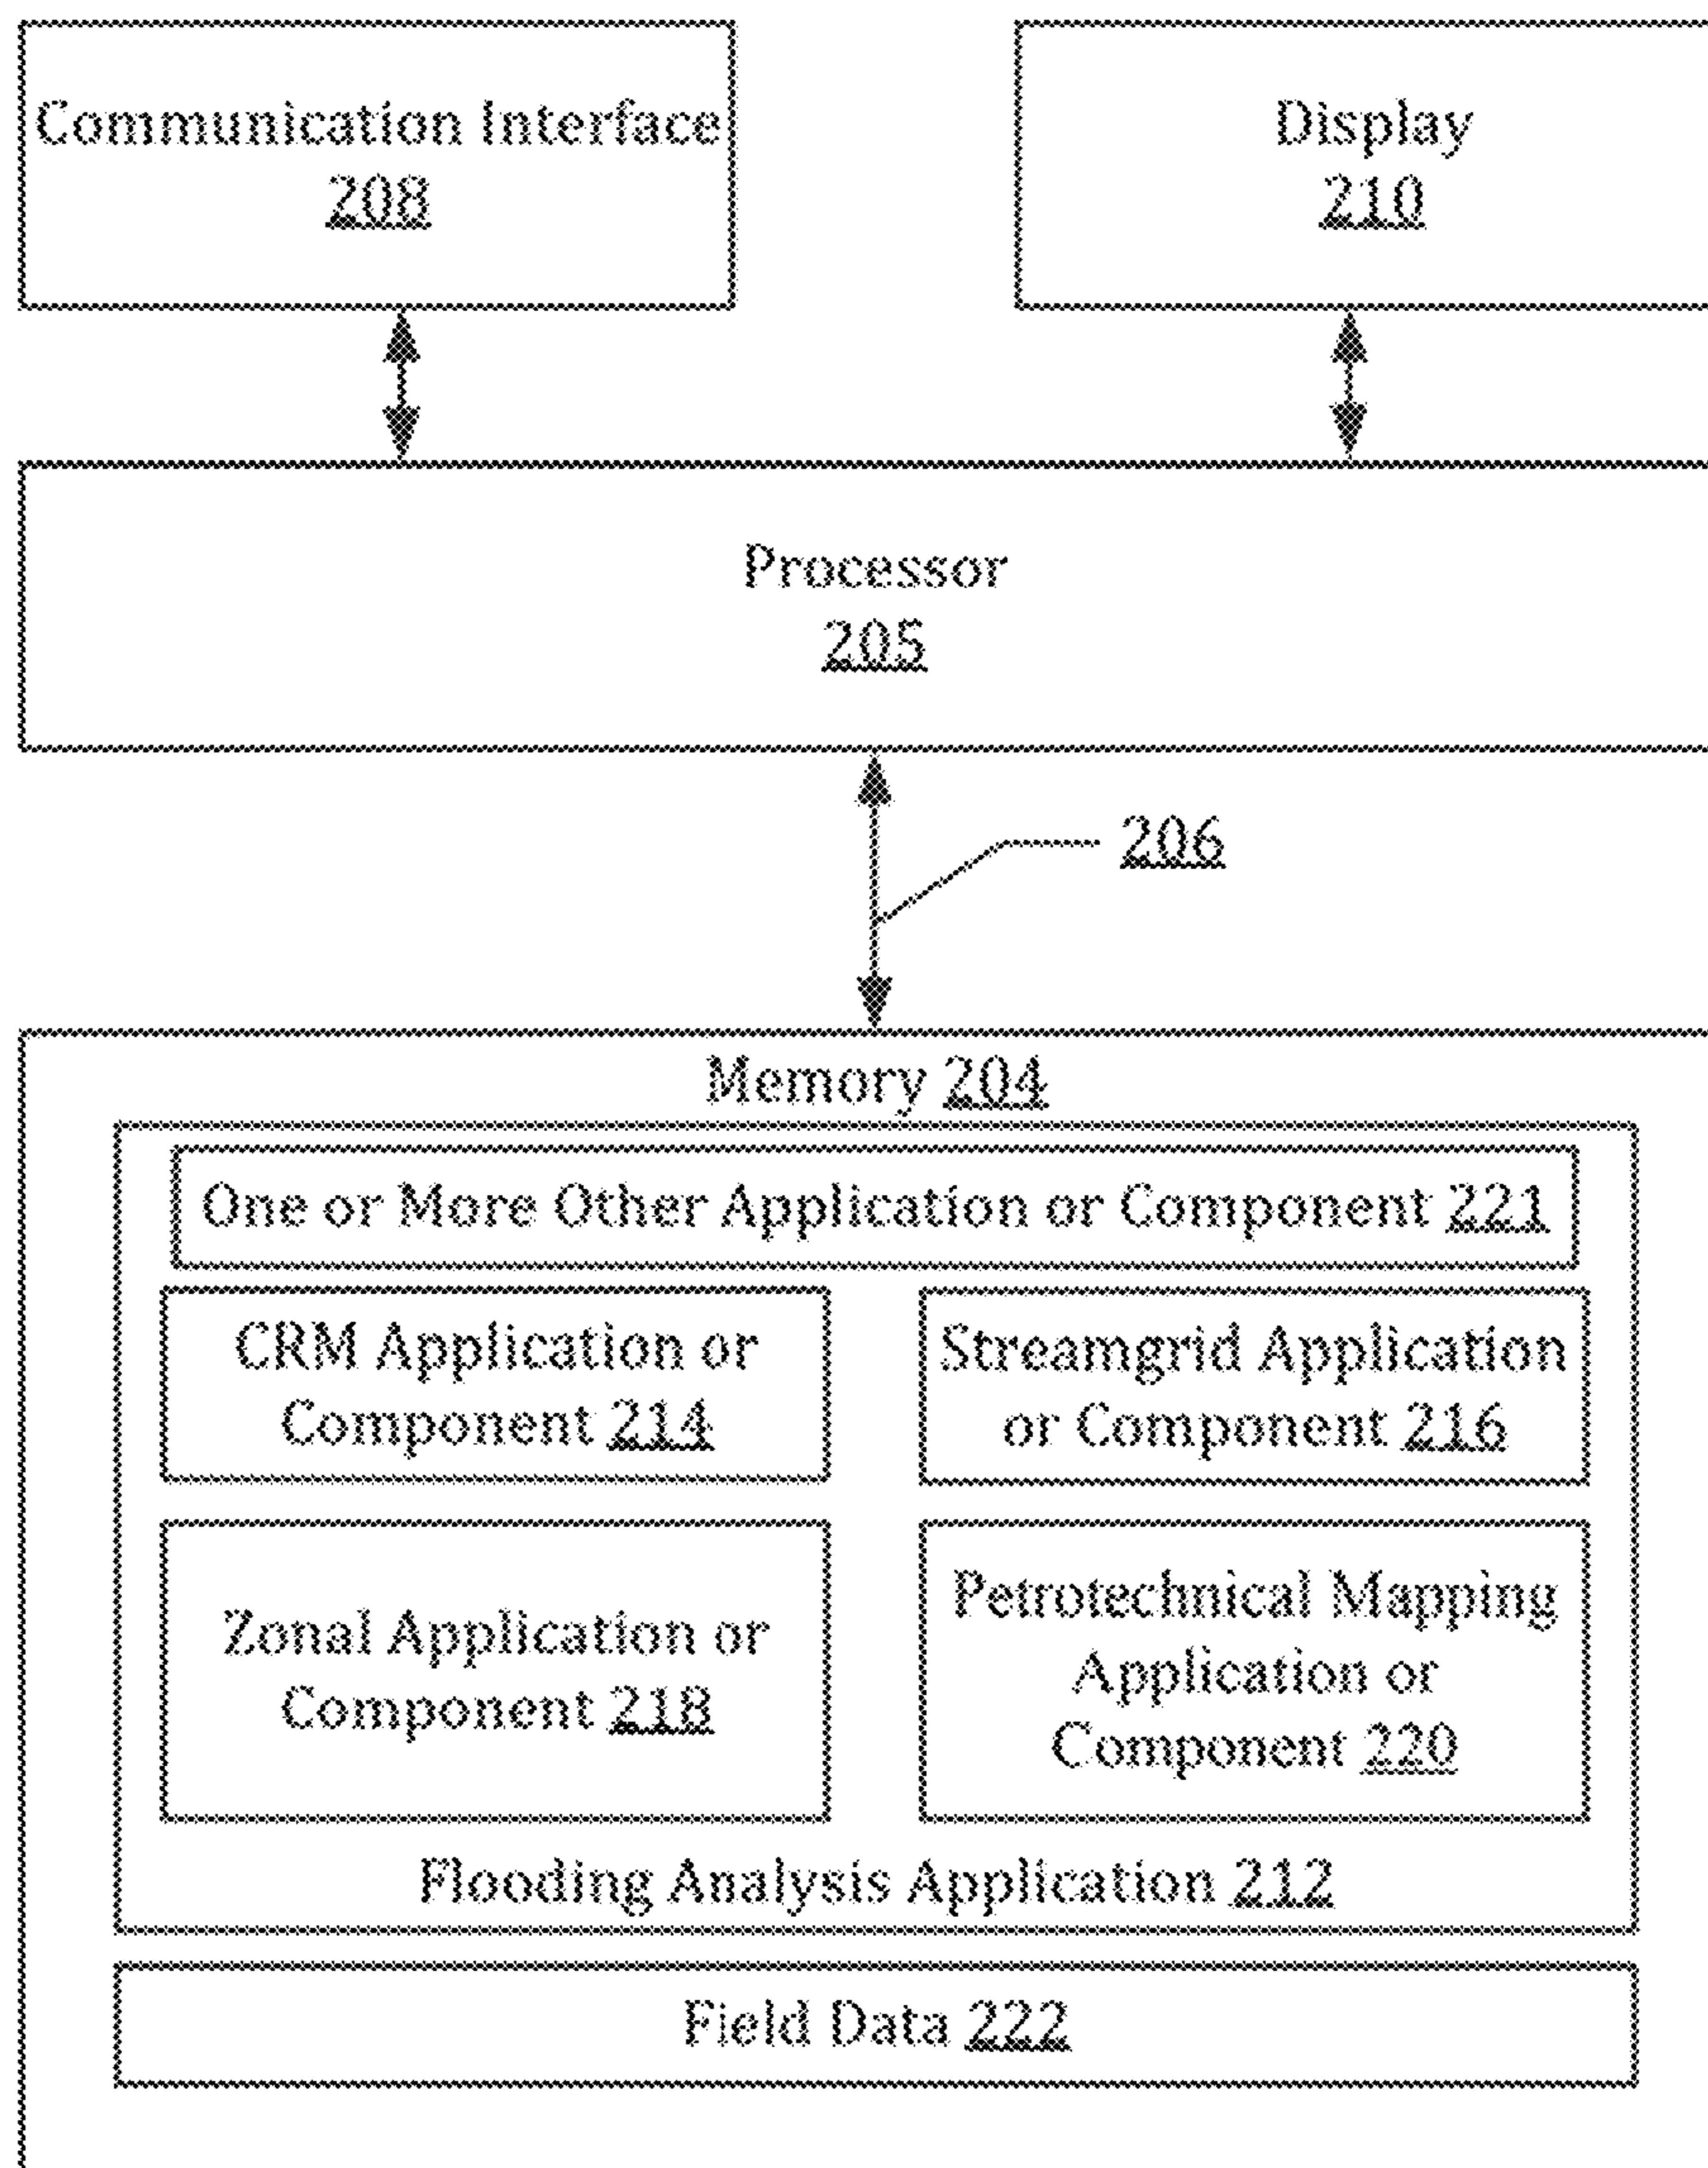 Communication Interface
208
Display
210
Processor
205
206
Memory 204
One or More Other Application or Component 221
CRM Application or
Component 214
Streamgrid Application
or Component 216
Zonal Application or
Component 218
Petrotechnical Mapping
Application or
Component 220
Flooding Analysis Application 212
Field Data 222